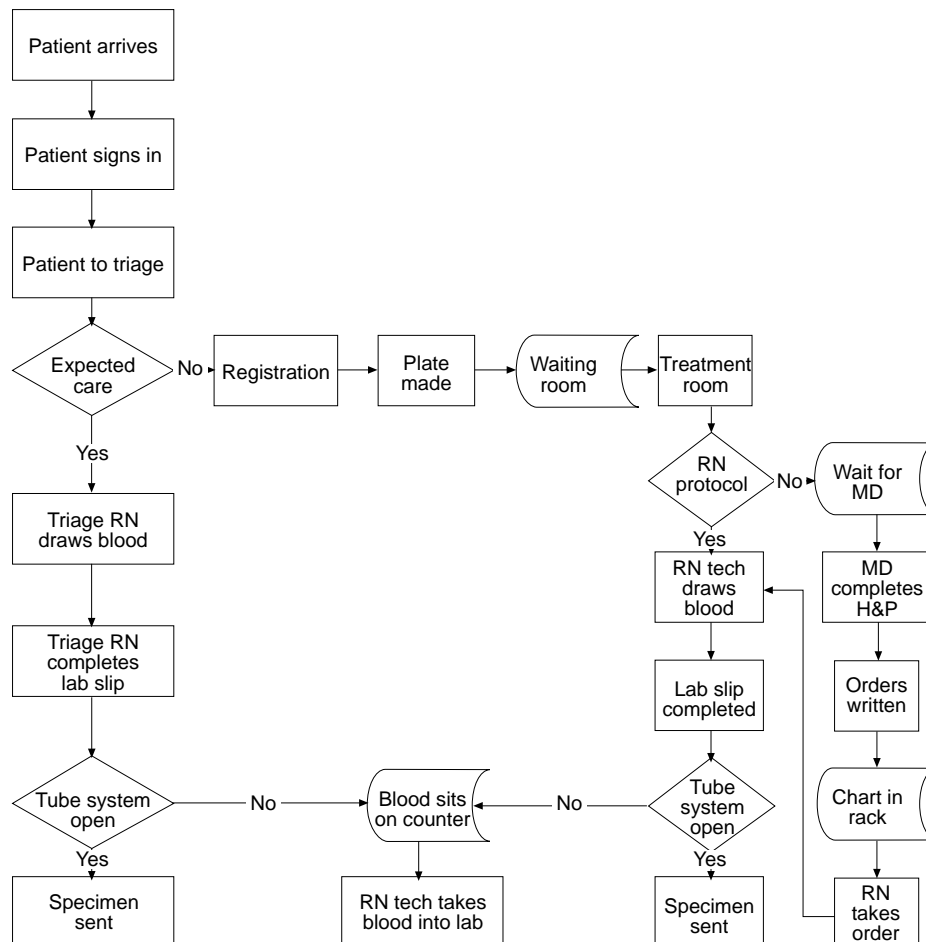 Patient arrives
Patient signs in
Patient to triage
Expected
care
No
Registration
Plate
made
Waiting
room
Treatment
room
Yes
RN
protocol
No
Wait for
MD
Triage RN
draws blood
Yes
RN tech
draws
blood
MD
completes
H&P
Triage RN
completes
lab slip
Lab slip
completed
Orders
written
Tube system
open
No
Blood sits
on counter
No
Tube
system
open
Chart in
rack
Yes
Yes
Specimen
sent
RN tech takes
blood into lab
Specimen
sent
RN
takes
order